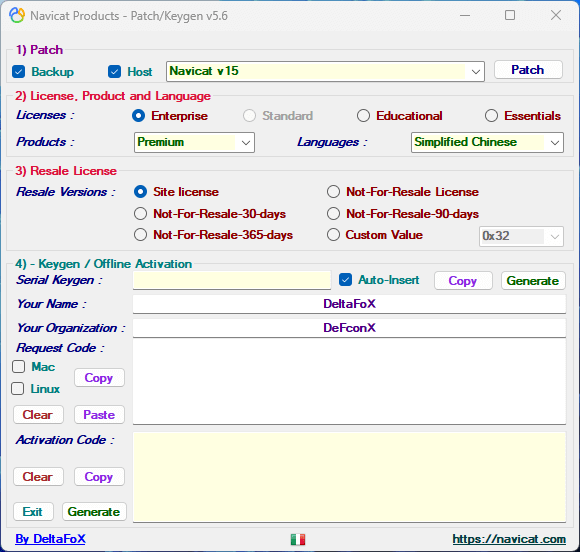 Navicat Products - Patch/Keygen v5.6
1) Patch
Backup Host Navicat v15 Patch
2) License, Product and Language
Licenses : Enterprise Standard Educational Essentials
Products : Premium Languages : Simplified Chinese
3) Resale License
Resale Versions : Site license Not-For-Resale License
Not-For-Resale-30-days Not-For-Resale-90-days
Not-For-Resale-365-days Custom Value 0x32
4) - Keygen / Offline Activation
Serial Keygen : Auto-Insert Copy Generate
Your Name : DeltaFoX
Your Organization : DeFconX
Request Code :
Mac
Copy
Linux
Clear Paste
Activation Code :
Clear Copy
Exit Generate
By DeltaFoX https://navicat.com